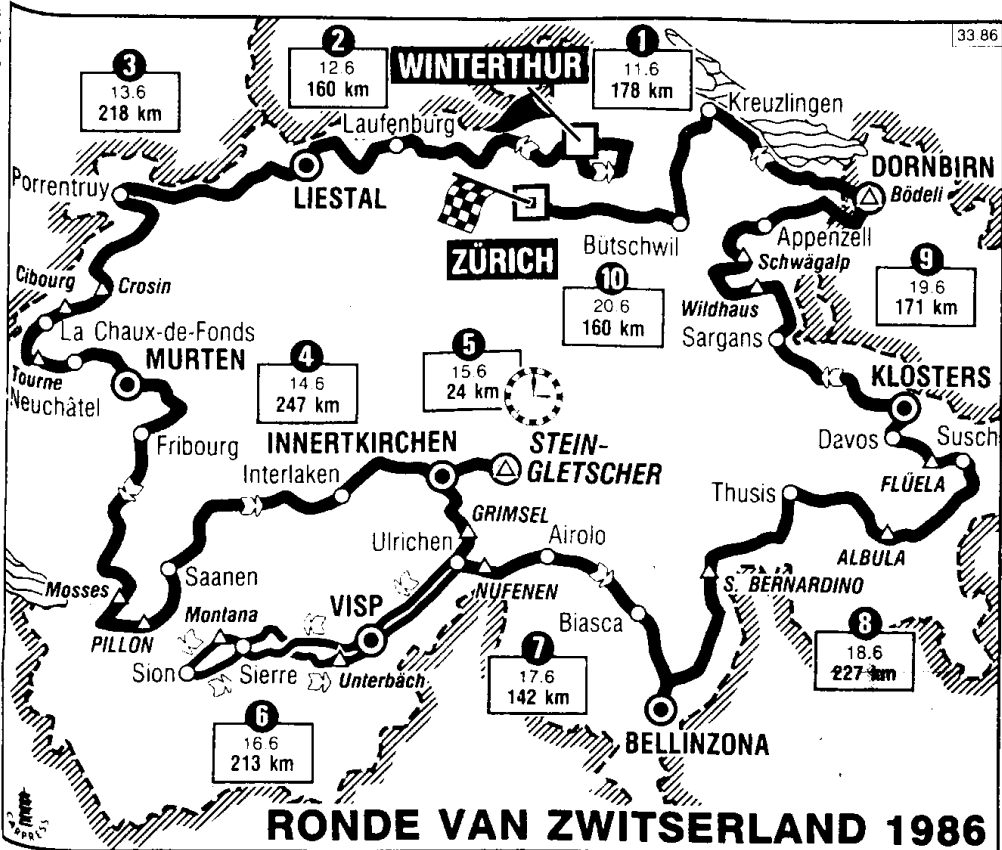 33.86
1
11.6
178 km
2
12.6
160 km
3
13.6
218 km
WINTERTHUR
Kreuzlingen
Laufenburg
DORNBIRN
Bödeli
Porrentruy
LIESTAL
ZÜRICH
Bütschwil
Appenzell
Schwägalp
9
19.6
171 km
10
20.6
160 km
Wildhaus
Sargans
Cibourg
Crosin
La Chaux-de-Fonds
MURTEN
Tourne
Neuchâtel
4
14.6
247 km
5
15.6
24 km
KLOSTERS
Davos
Susch
FLÜELA
Fribourg
INNERTKIRCHEN
STEIN-
GLETSCHER
Interlaken
Thusis
GRIMSEL
Ulrichen
Airolo
ALBULA
Saanen
Mosses
PILLON
Montana
VISP
NUFENEN
S. BERNARDINO
Biasca
Sion
Sierre
Unterbäch
7
17.6
142 km
8
18.6
227 km
6
16.6
213 km
BELLINZONA
CARPRESS
RONDE VAN ZWITSERLAND 1986